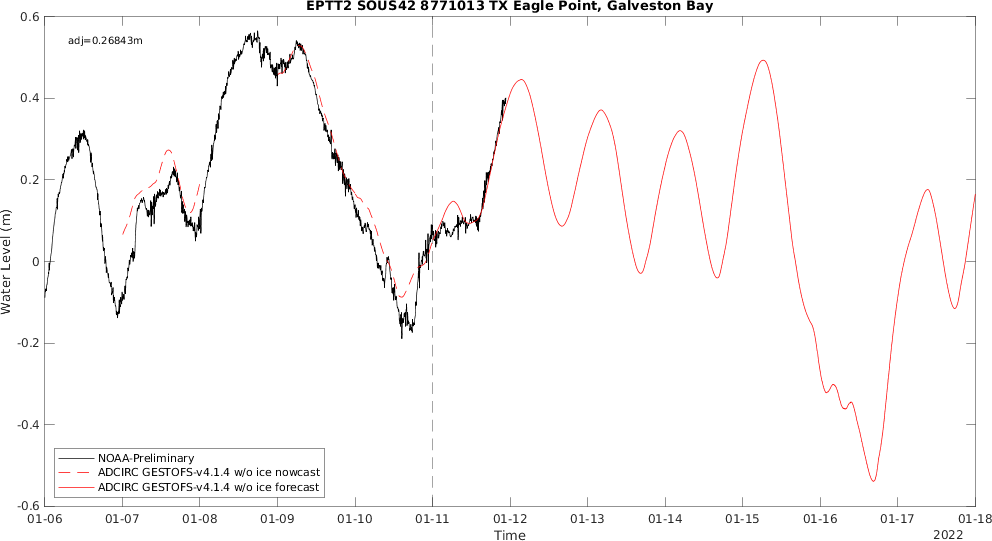 EPTT2 SOUS42 8771013 TX Eagle Point, Galveston Bay
adj=0.26843m
0.6
0.4
0.2
0
-0.2
-0.4
-0.6
Water Level (m)
NOAA-Preliminary
ADCIRC GESTOFS-v4.1.4 w/o ice nowcast
ADCIRC GESTOFS-v4.1.4 w/o ice forecast
01-06 01-07 01-08 01-09 01-10 01-11 01-12 01-13 01-14 01-15 01-16 01-17 01-18
Time
2022